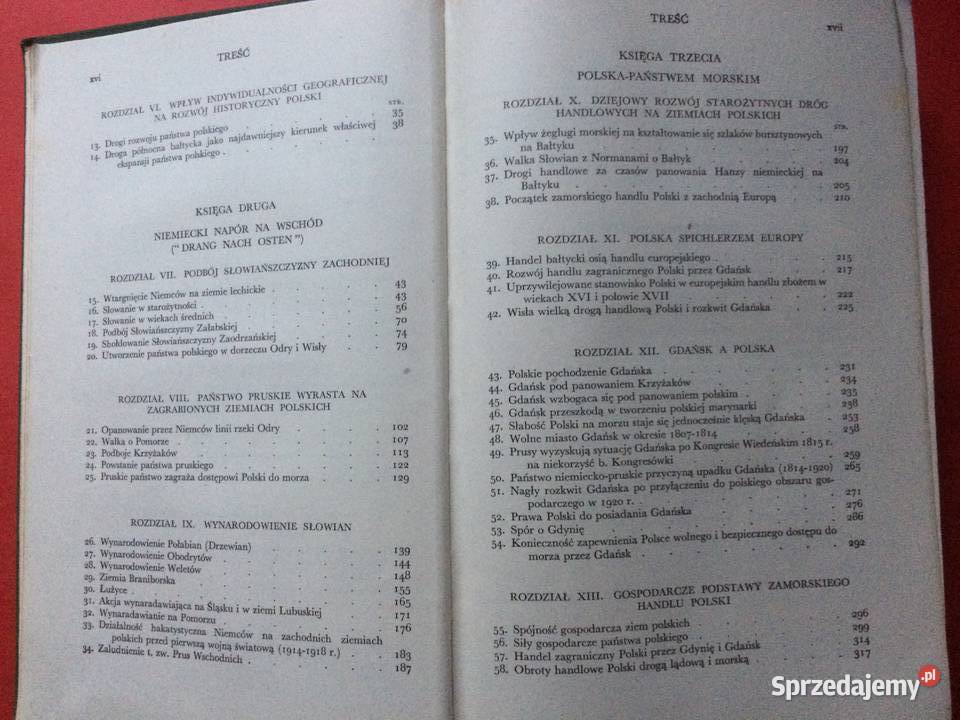 xvi
TREŚĆ
ROZDZIAŁ VI. WPŁYW INDYWIDUALNOŚCI GEOGRAFICZNEJ
NA ROZWÓJ HISTORYCZNY POLSKI
STR.
13. Drogi rozwoju państwa polskiego . . . . 35
14. Droga północna bałtycka jako najdawniejszy kierunek właściwej 38
ekspansji państwa polskiego . . . . .
KSIĘGA DRUGA
NIEMIECKI NAPÓR NA WSCHÓD
("DRANG NACH OSTEN")
ROZDZIAŁ VII. PODBÓJ SŁOWIAŃSZCZYZNY ZACHODNIEJ
15. Wtargnięcie Niemców na ziemie lechickie . . . . 43
16. Słowanie w starożytności . . . . 43
17. Słowanie w wiekach średnich . . . . 56
18. Podbój Słowiańszczyzny Załabskiej . . . . 70
19. Shołdowanie Słowiańszczyzny Zaodrzańskiej . . . . 74
20. Utworzenie państwa polskiego w dorzeczu Odry i Wisły . . 79
ROZDZIAŁ VIII. PAŃSTWO PRUSKIE WYRASTA NA
ZAGRABIONYCH ZIEMIACH POLSKICH
21. Opanowanie przez Niemców linii rzeki Odry . . . 102
22. Walka o Pomorze . . . . 107
23. Podboje Krzyżaków . . . . 113
24. Powstanie państwa pruskiego . . . . 122
25. Pruskie państwo zagraża dostępowi Polski do morza . . . 129
ROZDZIAŁ IX. WYNARODOWIENIE SŁOWIAN
26. Wynarodowienie Połabian (Drzewian) . . . . 139
27. Wynarodowienie Obodrytów . . . . 144
28. Wynarodowienie Weletów . . . . 148
29. Ziemia Braniborska . . . . 155
30. Łużyce . . . . 165
31. Akcja wynaradawiająca na Śląsku i w ziemi Lubuskiej . . 171
32. Wynaradawianie na Pomorzu . . . . 176
33. Działalność hakatystyczna Niemców na zachodnich ziemiach
polskich przed pierwszą wojną światową (1914-1918 r.) . . 183
34. Zaludnienie t. zw. Prus Wschodnich . . . . 187
TREŚĆ
xvii
KSIĘGA TRZECIA
POLSKA-PAŃSTWEM MORSKIM
ROZDZIAŁ X. DZIEJOWY ROZWÓJ STAROŻYTNYCH DRÓG
HANDLOWYCH NA ZIEMIACH POLSKICH
STR.
35. Wpływ żeglugi morskiej na kształtowanie się szlaków bursztynowych
na Bałtyku . . . . 197
36. Walka Słowian z Normanami o Bałtyk . . . . 204
37. Drogi handlowe za czasów panowania Hanzy niemieckiej na
Bałtyku . . . . 205
38. Początek zamorskiego handlu Polski z zachodnią Europą . . 210
ROZDZIAŁ XI. POLSKA SPICHLERZEM EUROPY
39. Handel bałtycki osią handlu europejskiego . . . . 215
40. Rozwój handlu zagranicznego Polski przez Gdańsk . . . 217
41. Uprzywilejowane stanowisko Polski w europejskim handlu zbożem w
wiekach XVI i połowie XVII . . . . 222
42. Wisła wielką drogą handlową Polski i rozkwit Gdańska . . 225
ROZDZIAŁ XII. GDAŃSK A POLSKA
43. Polskie pochodzenie Gdańska . . . . 231
44. Gdańsk pod panowaniem Krzyżaków . . . . 234
45. Gdańsk wzbogaca się pod panowaniem polskim . . . . 235
46. Gdańsk przeszkodą w tworzeniu polskiej marynarki . . . 238
47. Słabość Polski na morzu staje się jednocześnie klęską Gdańska . 253
48. Wolne miasto Gdańsk w okresie 1807-1814 . . . . 258
49. Prusy wyzyskują sytuację Gdańska po Kongresie Wiedeńskim 1815 r.
na niekorzyść b. Kongresówki . . . . 259
50. Państwo niemiecko-pruskie przyczyną upadku Gdańska (1814-1920) 265
51. Nagły rozkwit Gdańska po przyłączeniu do polskiego obszaru gos-
podarczego w 1920 r. . . . . 271
52. Prawa Polski do posiadania Gdańska . . . . 276
53. Spór o Gdynię . . . . 286
54. Konieczność zapewnienia Polsce wolnego i bezpiecznego dostępu do
morza przez Gdańsk . . . . 292
ROZDZIAŁ XIII. GOSPODARCZE PODSTAWY ZAMORSKIEGO
HANDLU POLSKI
55. Spójność gospodarcza ziem polskich . . . . 296
56. Siły gospodarcze państwa polskiego . . . . 299
57. Handel zagraniczny Polski przez Gdynię i Gdańsk . . . 314
58. Obroty handlowe Polski drogą lądową i morską . . . . 317
Sprzedajemy.pl